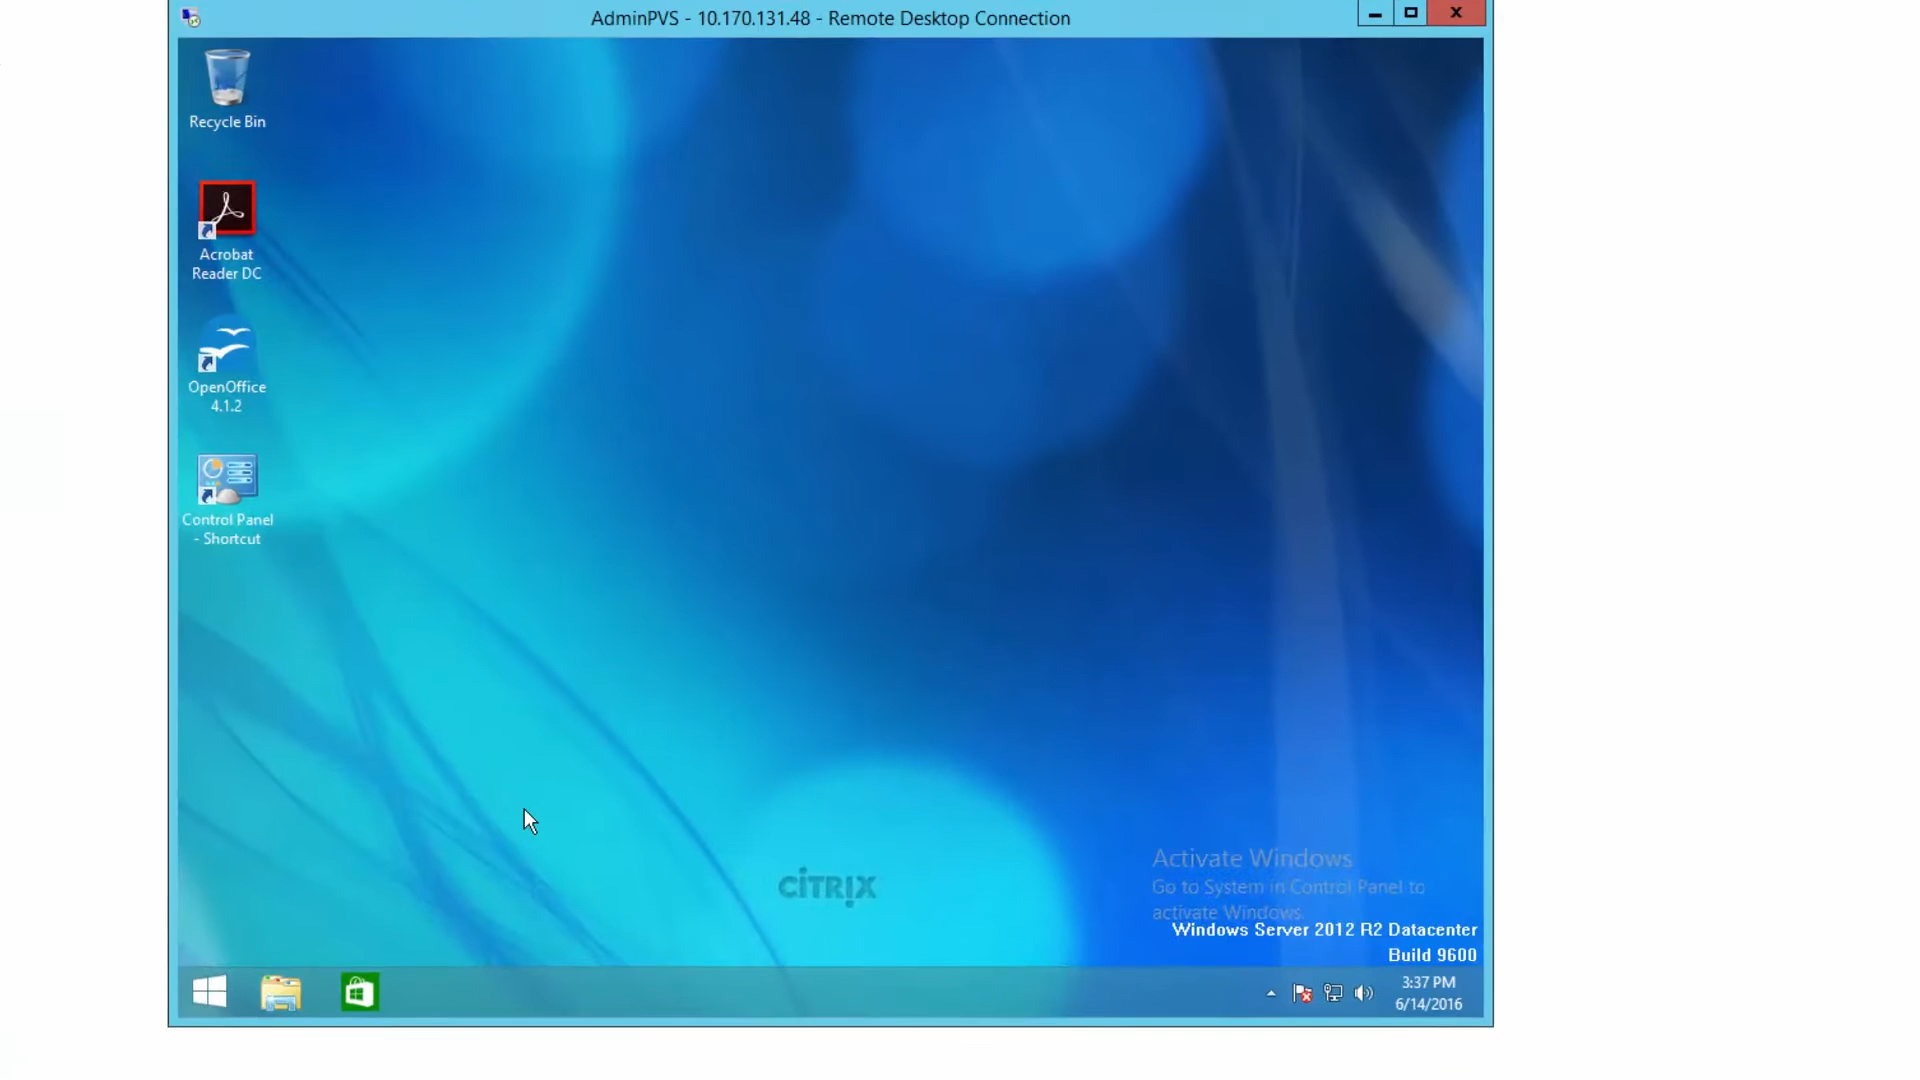 AdminPVS - 10.170.131.48 - Remote Desktop Connection
Recycle Bin
Acrobat
Reader DC
OpenOffice
4.1.2
Control Panel
- Shortcut
CiTRIX
Activate Windows
Go to System in Control Panel to
activate Windows.
Windows Server 2012 R2 Datacenter
Build 9600
3:37 PM
6/14/2016